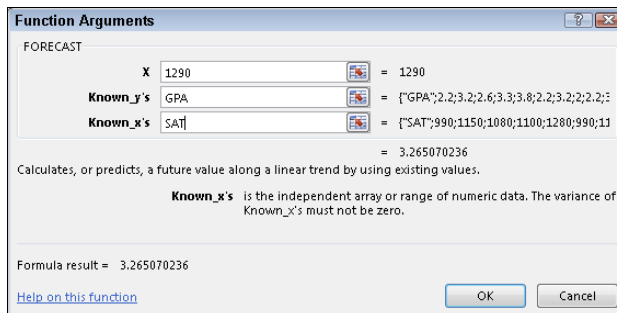 Function Arguments
FORECAST
X 1290 = 1290
Known_y's GPA = {"GPA";2.2;3.2;2.6;3.3;3.8;2.2;3.2;2;2.2;3
Known_x's SAT = {"SAT";990;1150;1080;1100;1280;990;11
= 3.265070236
Calculates, or predicts, a future value along a linear trend by using existing values.
Known_x's is the independent array or range of numeric data. The variance of
Known_x's must not be zero.
Formula result = 3.265070236
Help on this function OK Cancel